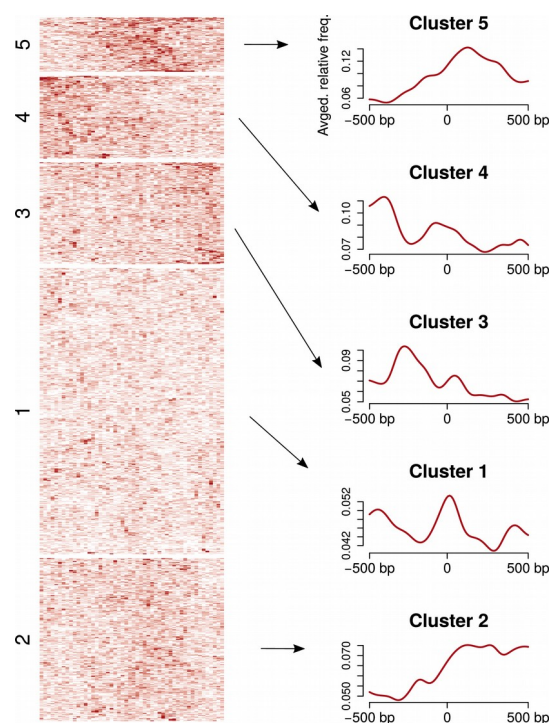 5
4
3
1
2
Cluster 5
Avged. relative freq.
0.12
0.06
−500 bp 0 500 bp
Cluster 4
0.10
0.07
−500 bp 0 500 bp
Cluster 3
0.09
0.05
−500 bp 0 500 bp
Cluster 1
0.052
0.042
−500 bp 0 500 bp
Cluster 2
0.070
0.050
−500 bp 0 500 bp